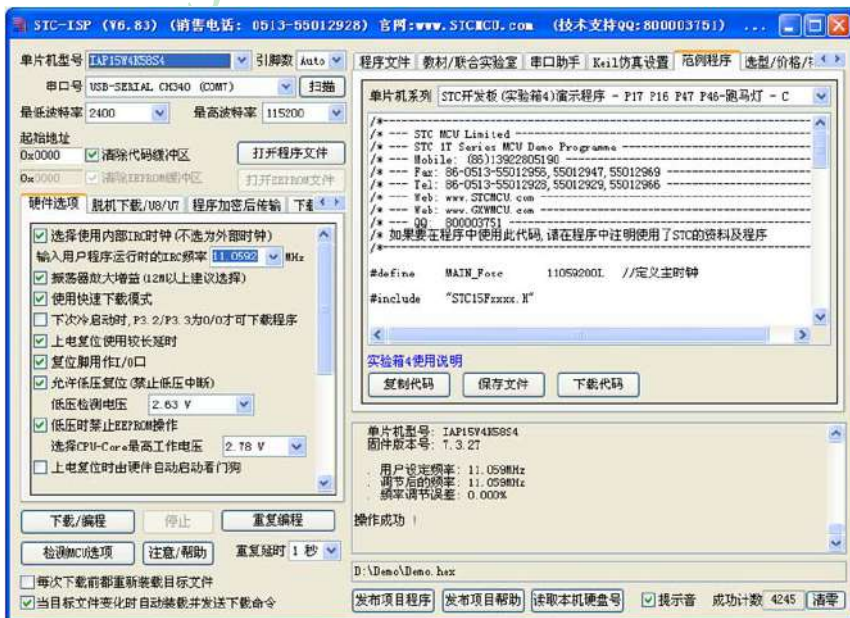 STC-ISP (V6.83) (销售电话: 0513-55012928) 官网:www.STCMCU.com (技术支持QQ:800003751) ...
单片机型号 IAP15W4K58S4 引脚数 Auto
串口号 USB-SERIAL CH340 (COM7) 扫描
最低波特率 2400 最高波特率 115200
起始地址
0x0000 清除代码缓冲区 打开程序文件
0x0000 清除EEPROM缓冲区 打开EEPROM文件
硬件选项 脱机下载/U8/U7 程序加密后传输 下载
选择使用内部IRC时钟(不选为外部时钟)
输入用户程序运行时的IRC频率 11.0592 MHz
振荡器放大增益(12M以上建议选择)
使用快速下载模式
下次冷启动时,P3.2/P3.3为0/0才可下载程序
上电复位使用较长延时
复位脚用作I/O口
允许低压复位(禁止低压中断)
低压检测电压 2.63 V
低压时禁止EEPROM操作
选择CPU-Core最高工作电压 2.78 V
上电复位时由硬件自动启动看门狗
下载/编程 停止 重复编程
检测MCU选项 注意/帮助 重复延时 1 秒
每次下载前都重新装载目标文件
当目标文件变化时自动装载并发送下载命令
程序文件 教材/联合实验室 串口助手 Keil仿真设置 范例程序 选型/价格/
单片机系列 STC开发板(实验箱4)演示程序 - P17 P16 P47 P46-跑马灯 - C
/*---
/* --- STC MCU Limited ---
/* --- STC 1T Series MCU Demo Programme ---
/* --- Mobile: (86)13922805190 ---
/* --- Fax: 86-0513-55012956,55012947,55012969 ---
/* --- Tel: 86-0513-55012928,55012929,55012966 ---
/* --- Web: www.STCMCU.com ---
/* --- Web: www.GXWMCU.com ---
/* --- QQ: 800003751 ---
/* 如果要在程序中使用此代码,请在程序中注明使用了STC的资料及程序
/*---
#define MAIN_Fosc 11059200L //定义主时钟
#include "STC15Fxxxx.H"
实验箱4使用说明
复制代码 保存文件 下载代码
单片机型号: IAP15W4K58S4
固件版本号: 7.3.27
. 用户设定频率: 11.059MHz
. 调节后的频率: 11.059MHz
. 频率调节误差: 0.000%
操作成功 !
D:\Demo\Demo.hex
发布项目程序 发布项目帮助 读取本机硬盘号 提示音 成功计数 4245 清零